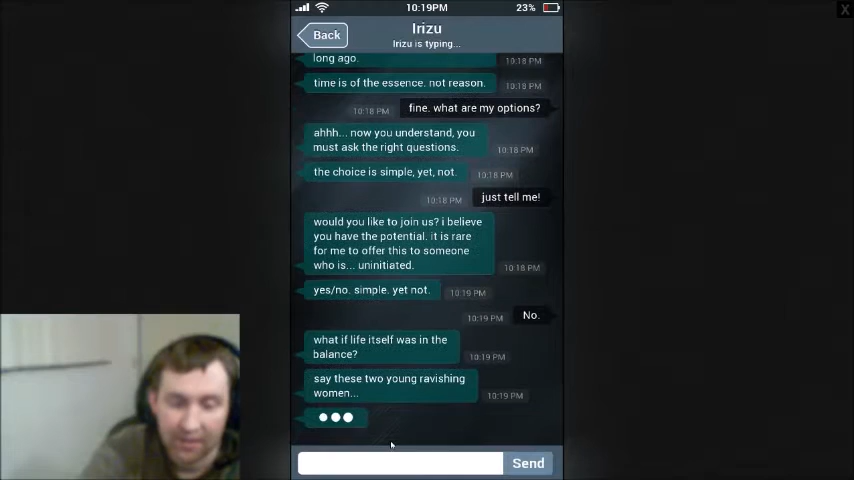 10:19PM
23%
X
Back
Irizu
Irizu is typing...
long ago.
10:18 PM
time is of the essence. not reason.
10:18 PM
10:18 PM
fine. what are my options?
ahhh... now you understand, you
must ask the right questions.
10:18 PM
the choice is simple, yet, not.
10:18 PM
10:18 PM
just tell me!
would you like to join us? i believe
you have the potential. it is rare
for me to offer this to someone
who is... uninitiated.
10:18 PM
yes/no. simple. yet not.
10:19 PM
10:19 PM
No.
what if life itself was in the
balance?
10:19 PM
say these two young ravishing
women...
10:19 PM
Send